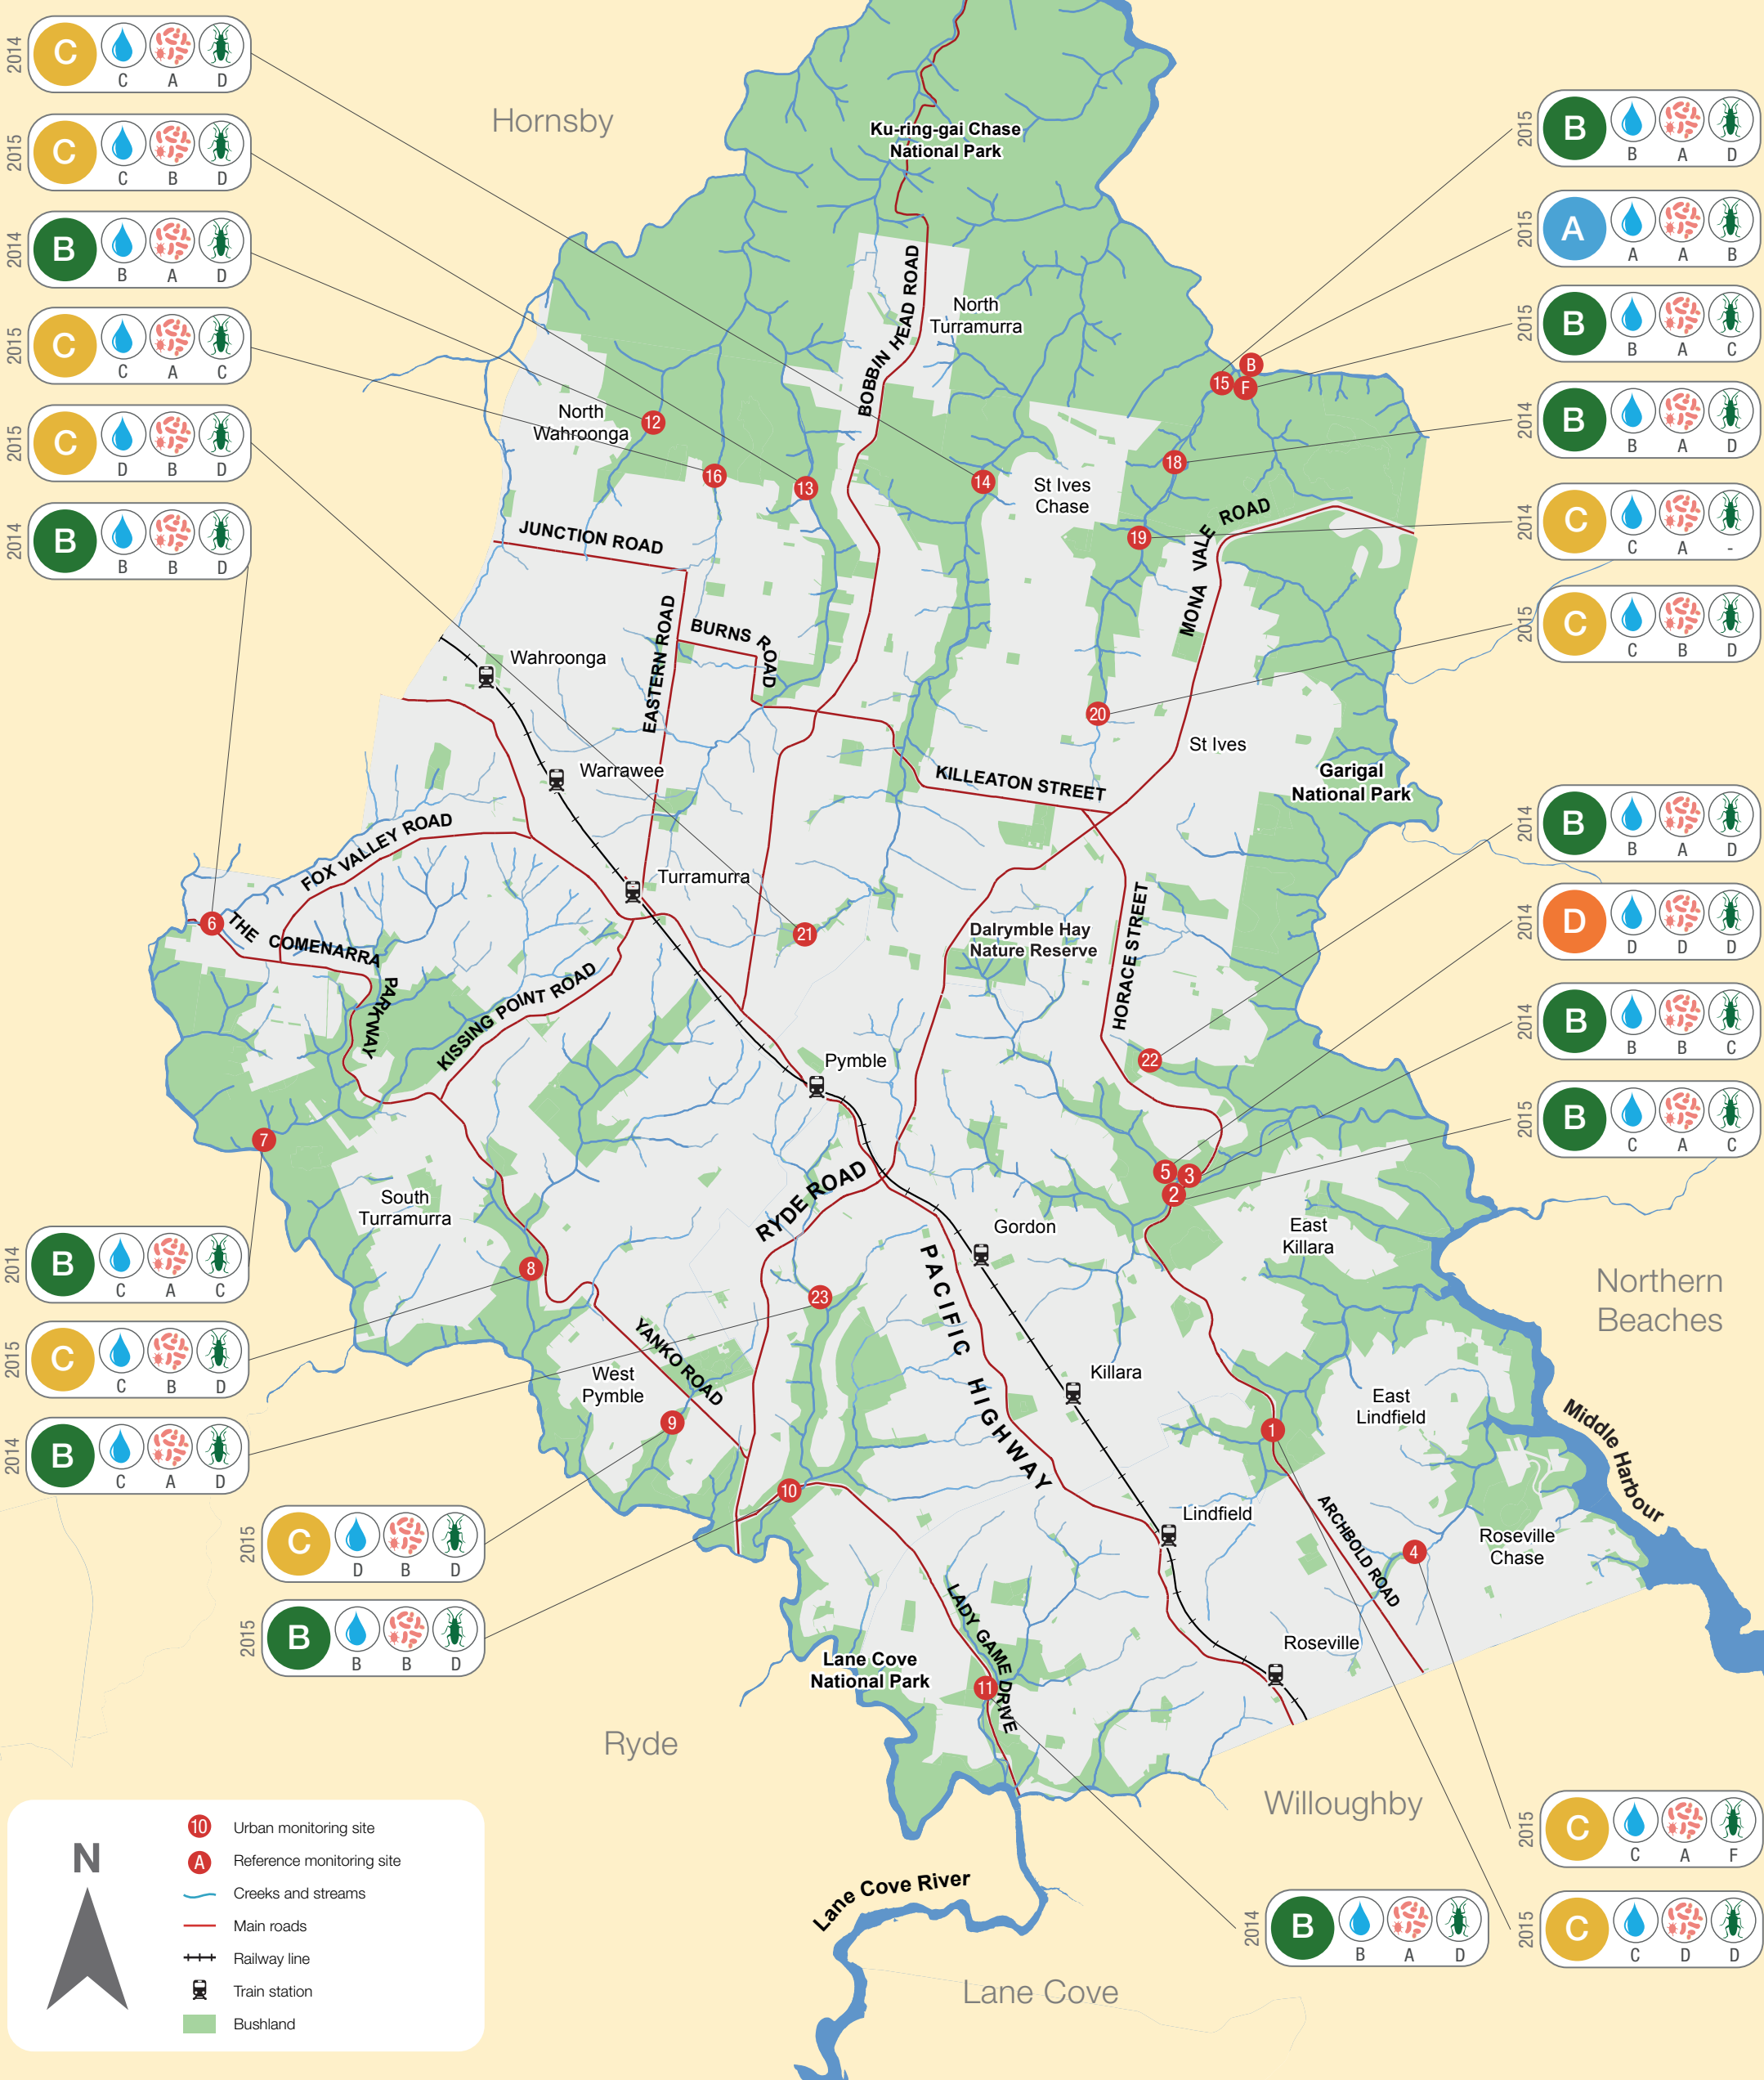 2014
C
C A D
2015
C
C B D
2014
B
B A D
2015
C
C A C
2015
C
D B D
2014
B
B B D
2014
B
C A C
2015
C
C B D
2014
B
C A D
2015
C
D B D
2015
B
B B D
2015
B
B A D
2015
A
A A B
2015
B
B A C
2014
B
B A D
2014
C
C A -
2015
C
C B D
2014
B
B A D
2014
D
D D D
2014
B
B B C
2015
B
C A C
2015
C
C A F
2015
C
C D D
2014
B
B A D
Hornsby
Ku-ring-gai Chase
National Park
BOBBIN HEAD ROAD
North
Turramurra
B
15
F
North
Wahroonga
12
16
13
14
St Ives
Chase
18
19
MONA VALE ROAD
JUNCTION ROAD
EASTERN ROAD
BURNS ROAD
Wahroonga
20
St Ives
Warrawee
KILLEATON STREET
Garigal
National Park
FOX VALLEY ROAD
Turramurra
6
THE COMENARRA PARKWAY
21
Dalrymble Hay
Nature Reserve
HORACE STREET
KISSING POINT ROAD
Pymble
22
7
5
3
2
RYDE ROAD
South
Turramurra
Gordon
East
Killara
Northern
Beaches
8
23
PACIFIC HIGHWAY
YANKO ROAD
West
Pymble
Killara
East
Lindfield
9
1
Middle Harbour
10
Lindfield
ARCHBOLD ROAD
4
Roseville
Chase
LADY GAME DRIVE
Roseville
Lane Cove
National Park
11
Ryde
Willoughby
Lane Cove River
Lane Cove
N
10 Urban monitoring site
A Reference monitoring site
Creeks and streams
Main roads
Railway line
Train station
Bushland